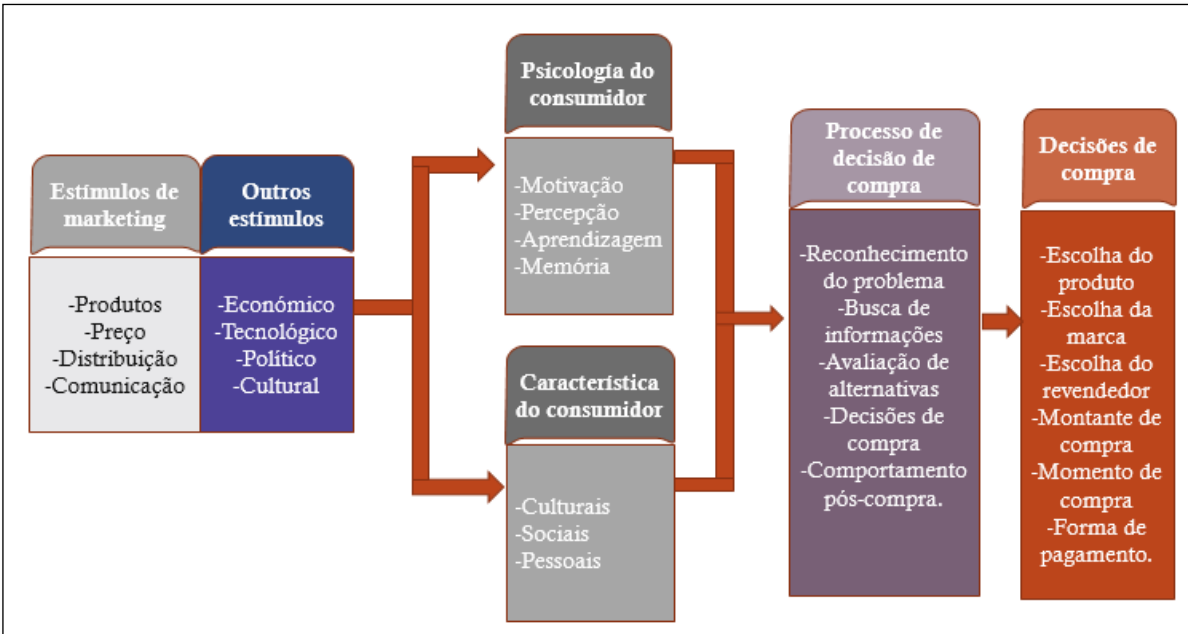 Estímulos de
marketing
-Produtos
-Preço
-Distribuição
-Comunicação
Outros
estímulos
-Económico
-Tecnológico
-Político
-Cultural
Psicología do
consumidor
-Motivação
-Percepção
-Aprendizagem
-Memória
Característica
do consumidor
-Culturais
-Sociais
-Pessoais
Processo de
decisão de
compra
-Reconhecimento
do problema
-Busca de
informações
-Avaliação de
alternativas
-Decisões de
compra
-Comportamento
pós-compra.
Decisões de
compra
-Escolha do
produto
-Escolha da
marca
-Escolha do
revendedor
-Montante de
compra
-Momento de
compra
-Forma de
pagamento.